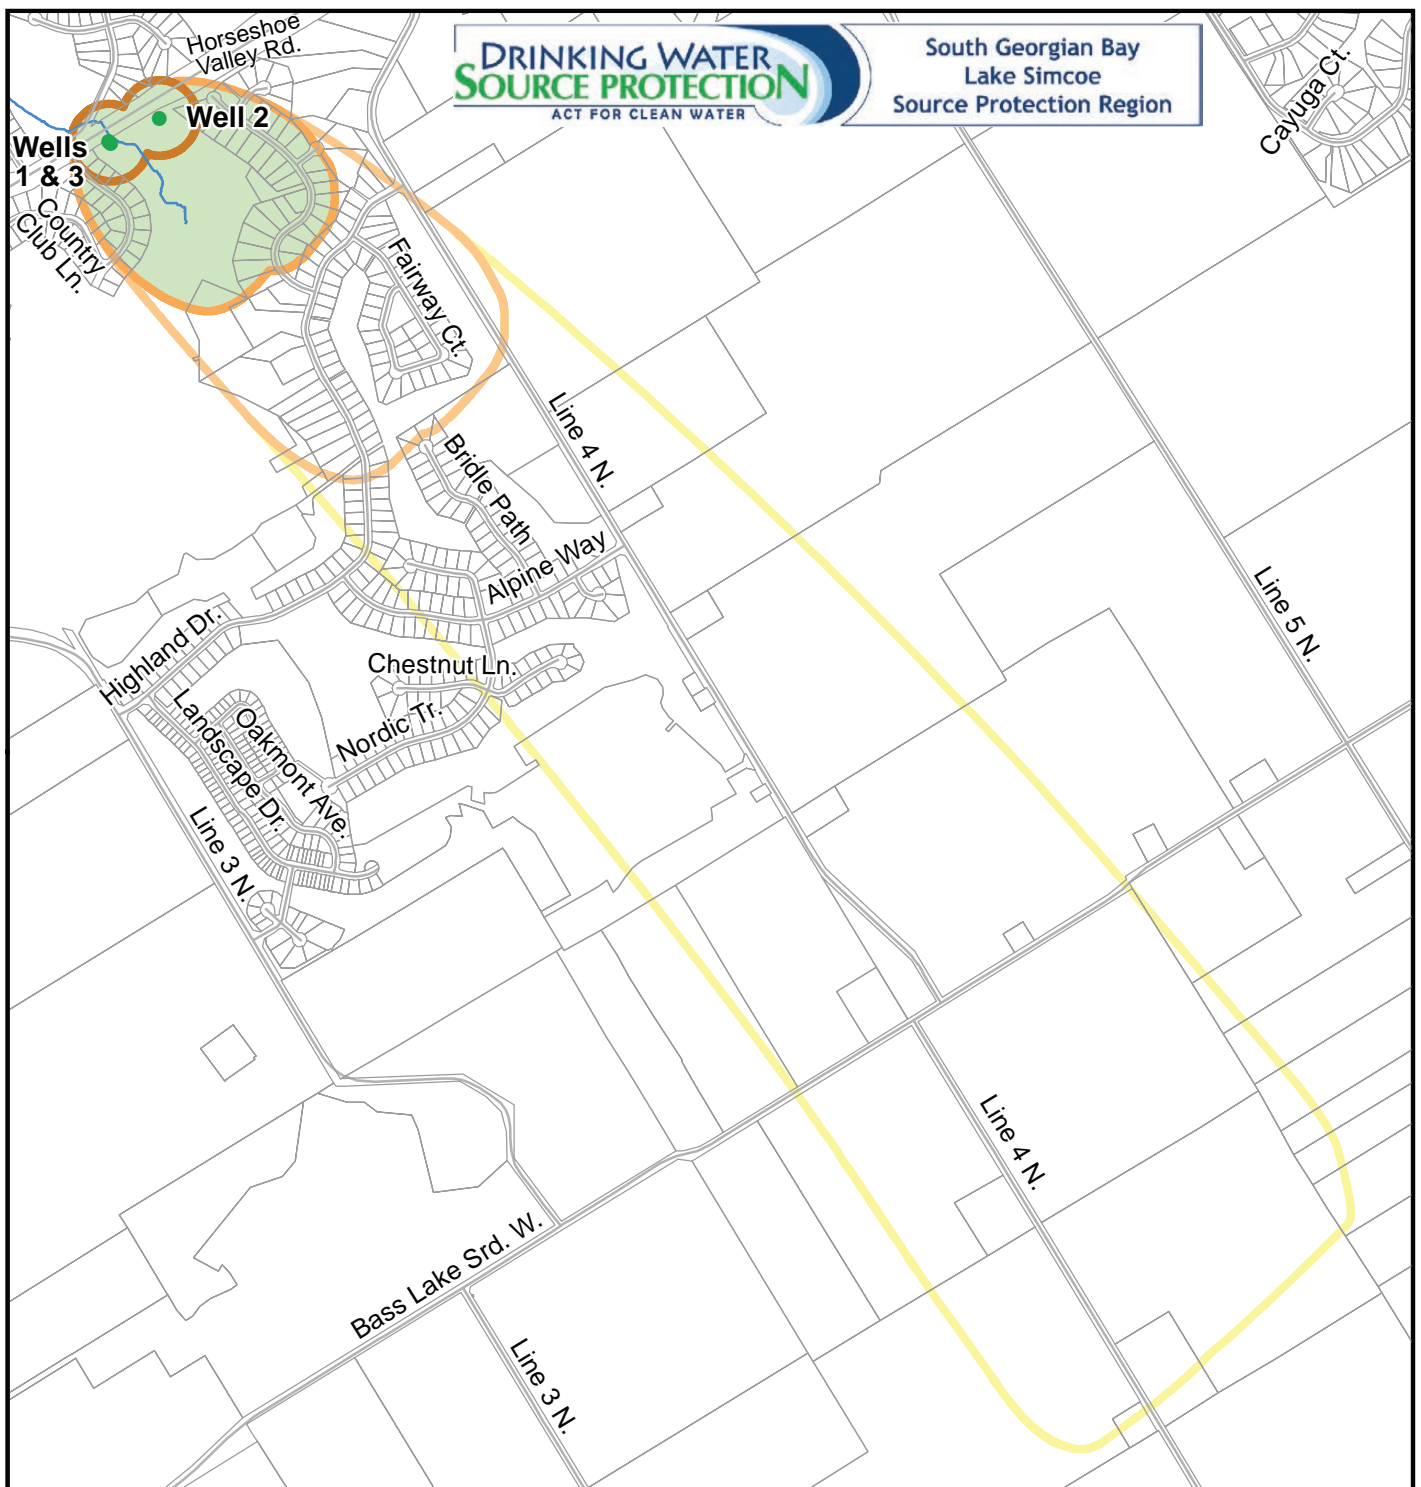 Horseshoe
Valley Rd.
DRINKING WATER
SOURCE PROTECTION
ACT FOR CLEAN WATER
South Georgian Bay
Lake Simcoe
Source Protection Region
Cayuga Ct.
Well 2
Wells
1 & 3
Country
Club Ln.
Fairway Ct.
Line 4 N.
Bridle Path
Alpine Way
Line 5 N.
Highland Dr.
Chestnut Ln.
Landscape Dr.
Oakmont Ave.
Nordic Tr.
Line 3 N.
Line 4 N.
Bass Lake Srd. W.
Line 3 N.